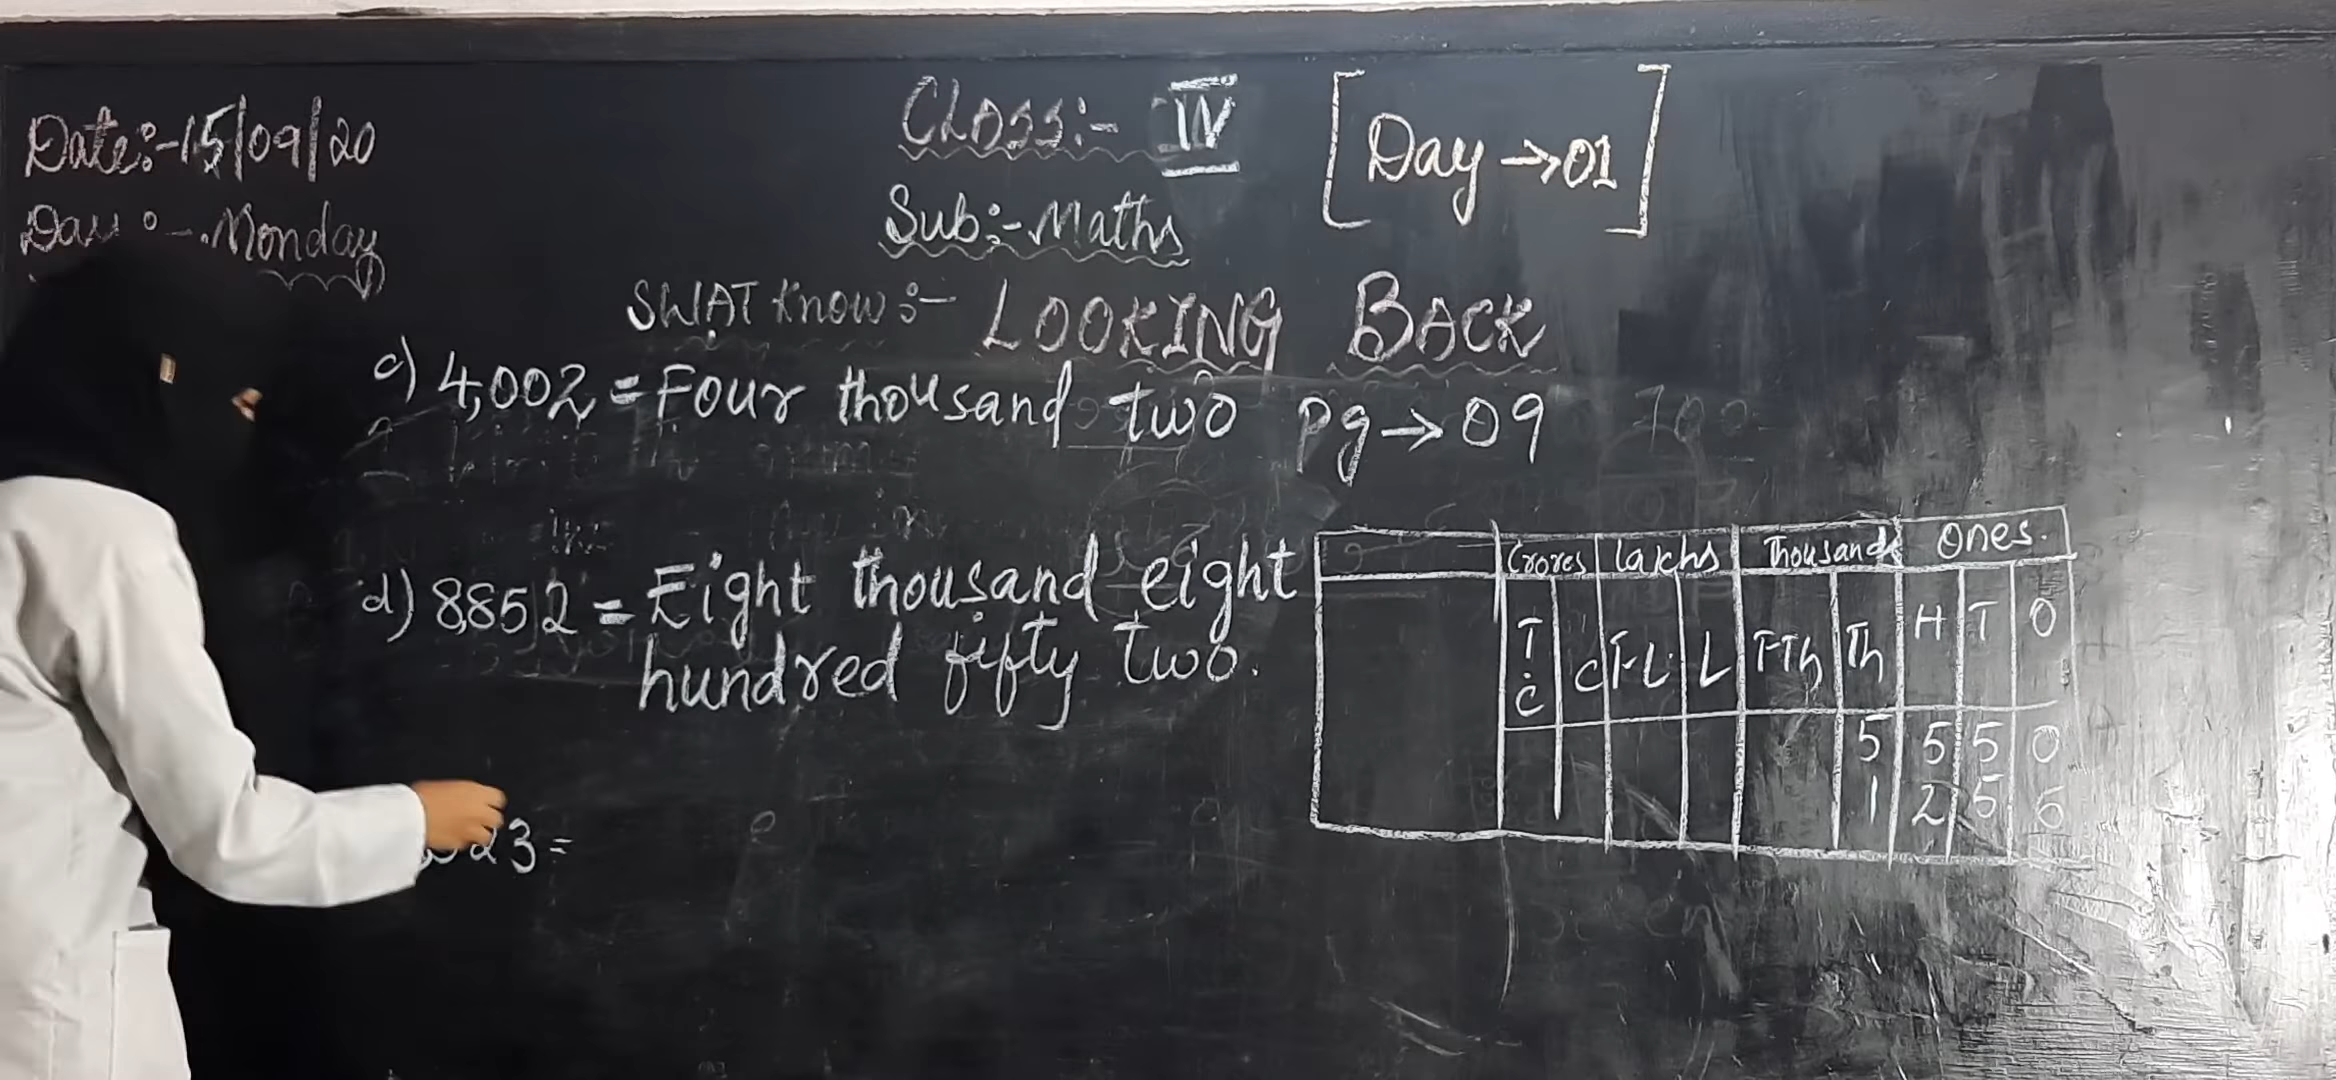 Date:-15/09/20
Day:- Monday
Class:- IV
[Day →01]
Sub:- Maths
SWAT Know:- LOOKING BACK
c) 4,002 = Four thousand two
Pg→ 09
d) 8,852 = Eight thousand eight
hundred fifty two.
23=
Crores lakhs Thousands Ones.
T.C C T-L L T-Th Th H T O
5 5 5 0
1 2 5 6